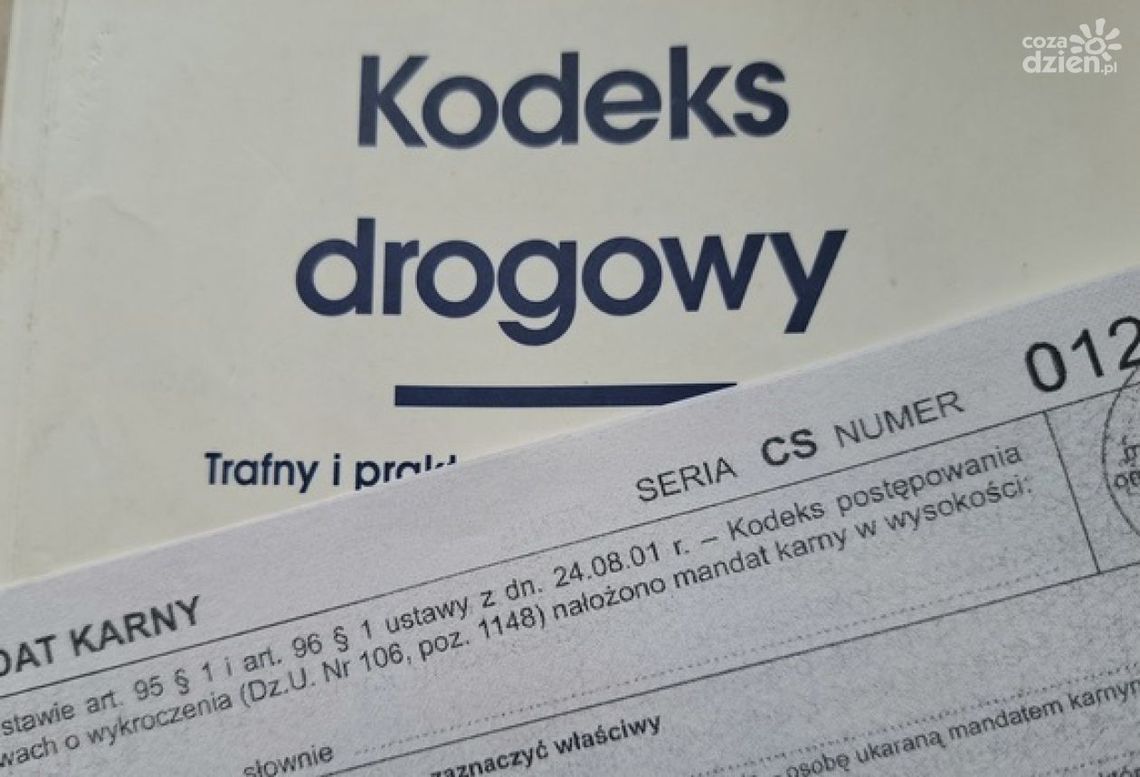 coza
dzien.pl
Kodeks
drogowy
Trafny i prakt
SERIA CS NUMER 012
DAT KARNY
stawie art. 95 § 1 i art. 96 § 1 ustawy z dn. 24.08.01 r. – Kodeks postępowania
wach o wykroczenia (Dz.U. Nr 106, poz. 1148) nałożono mandat karny w wysokości:
słownie
zaznaczyć właściwy
osobę ukaraną mandatem karnym